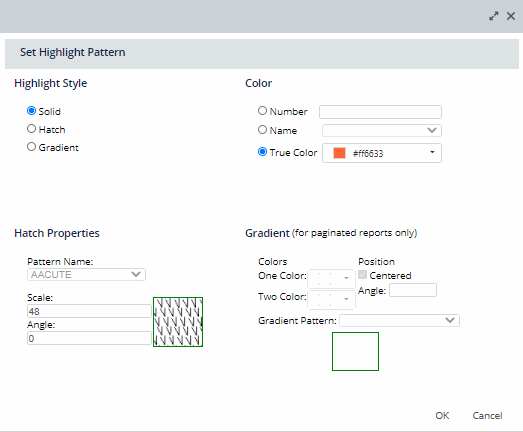 Set Highlight Pattern
Highlight Style
Solid
Hatch
Gradient
Color
Number
Name
True Color #ff6633
Hatch Properties
Pattern Name:
AACUTE
Scale:
48
Angle:
0
Gradient (for paginated reports only)
Colors
One Color:
Two Color:
Position
Centered
Angle:
Gradient Pattern:
OK Cancel